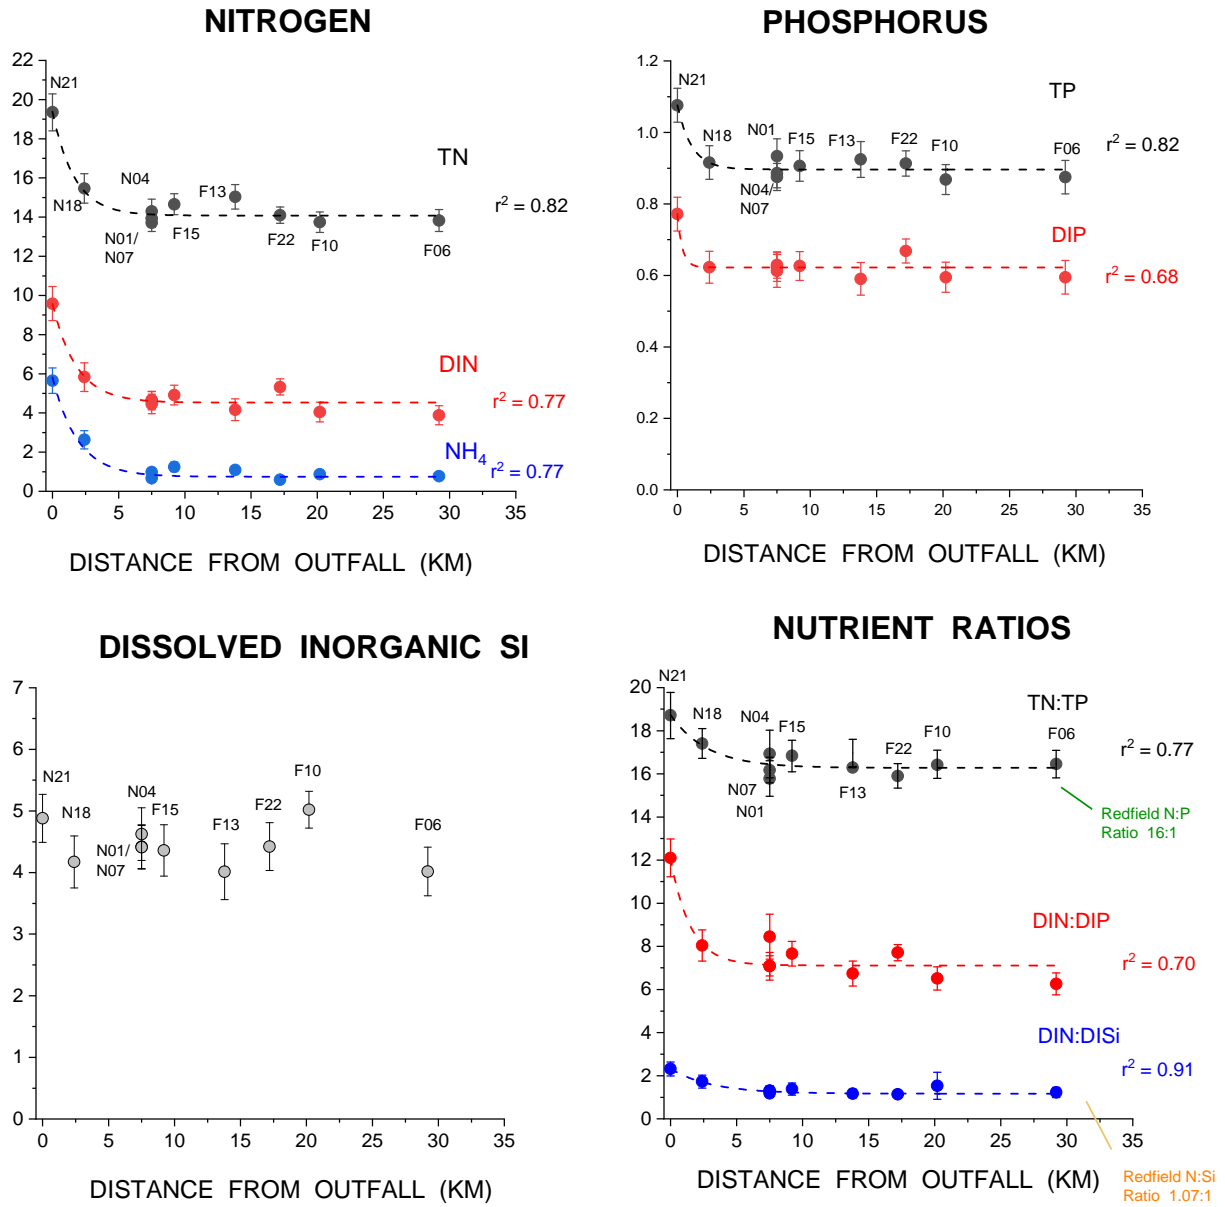 NITROGEN
22
20
18
16
14
12
10
8
6
4
2
0
N21
N18
N04
N01/
N07
F15
F13
F22
F10
F06
TN
r² = 0.82
DIN
r² = 0.77
NH₄
r² = 0.77
0 5 10 15 20 25 30 35
DISTANCE FROM OUTFALL (KM)
PHOSPHORUS
1.2
1.0
0.8
0.6
0.4
0.2
0.0
N21
N18
N01
N04/
N07
F15
F13
F22
F10
F06
TP
r² = 0.82
DIP
r² = 0.68
0 5 10 15 20 25 30 35
DISTANCE FROM OUTFALL (KM)
DISSOLVED INORGANIC SI
7
6
5
4
3
2
1
0
N21
N18
N04
N01/
N07
F15
F13
F22
F10
F06
0 5 10 15 20 25 30 35
DISTANCE FROM OUTFALL (KM)
NUTRIENT RATIOS
20
18
16
14
12
10
8
6
4
2
0
N21
N18
N04
N07
N01
F15
F13
F22
F10
F06
TN:TP
r² = 0.77
Redfield N:P
Ratio 16:1
DIN:DIP
r² = 0.70
DIN:DISi
r² = 0.91
0 5 10 15 20 25 30 35
DISTANCE FROM OUTFALL (KM)
Redfield N:Si
Ratio 1.07:1